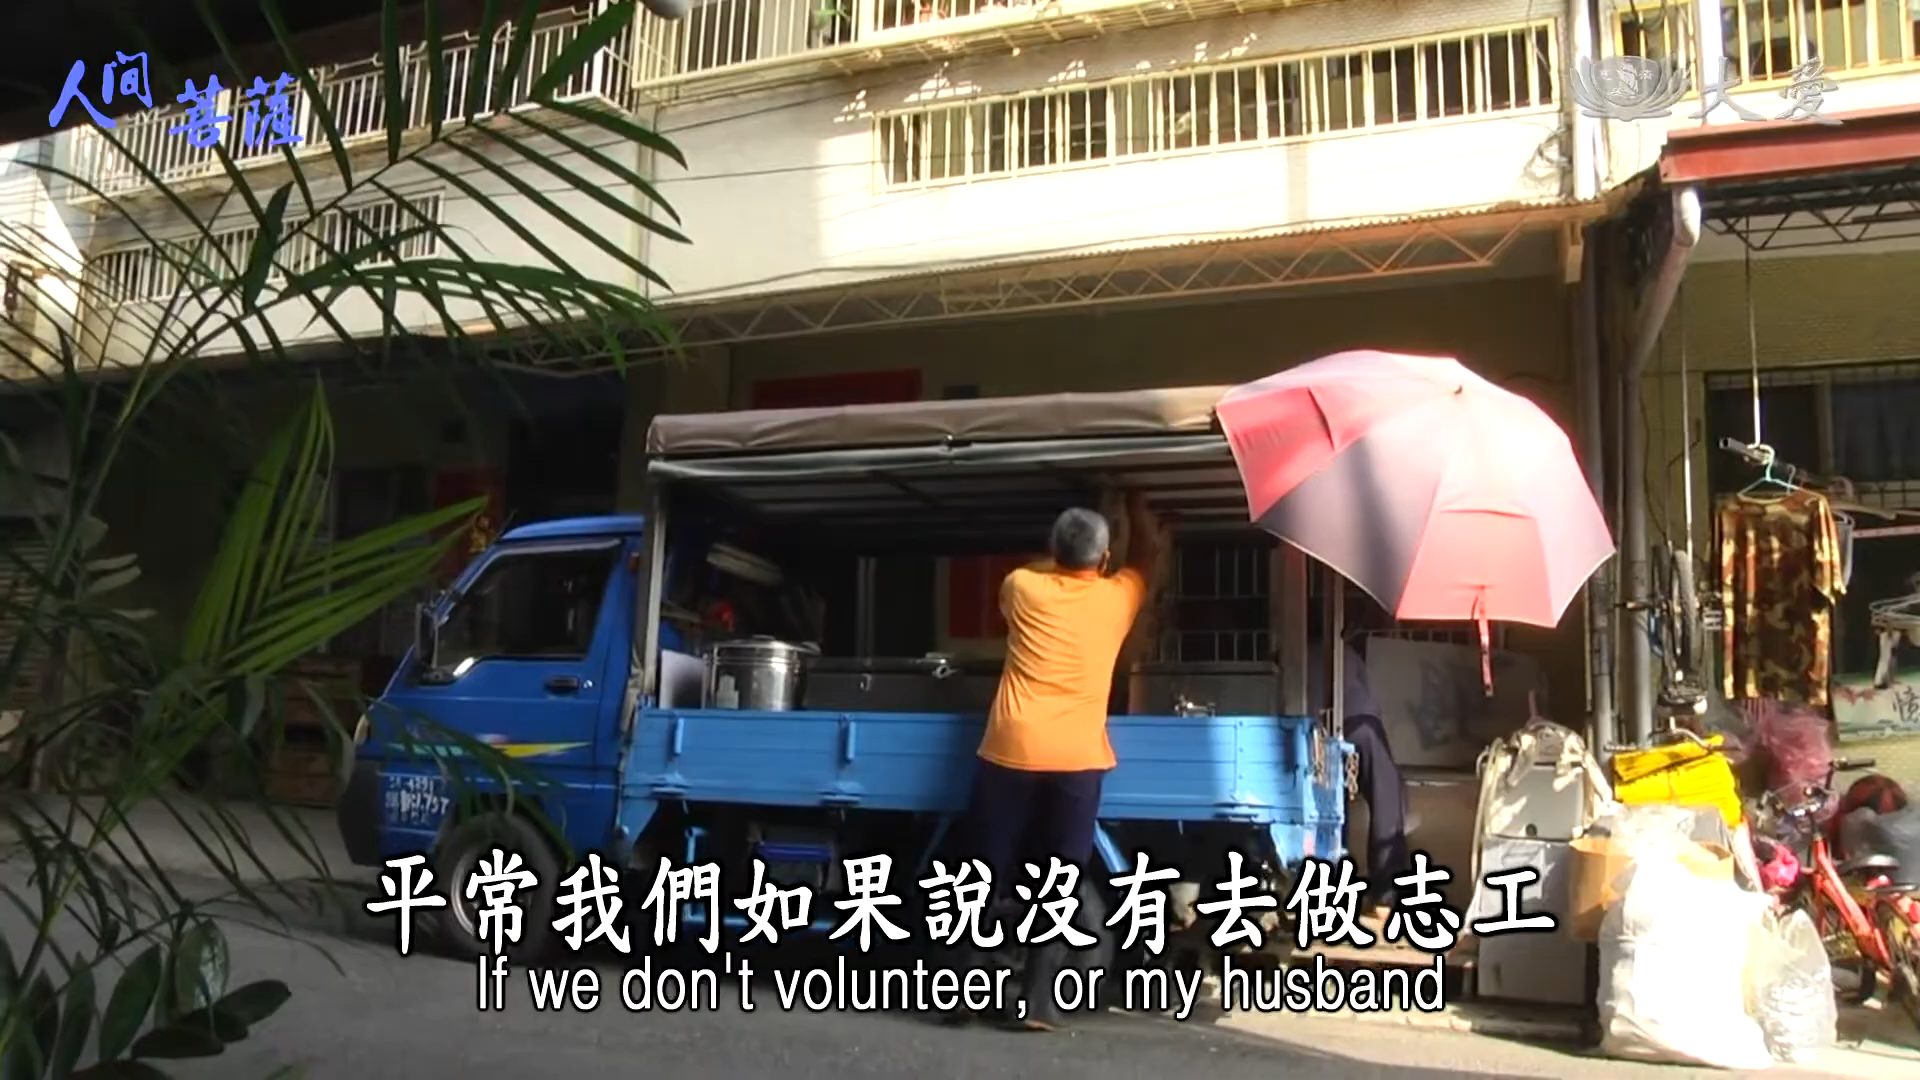 人间
菩薩
大愛
平常我們如果說沒有去做志工
If we don't volunteer, or my husband